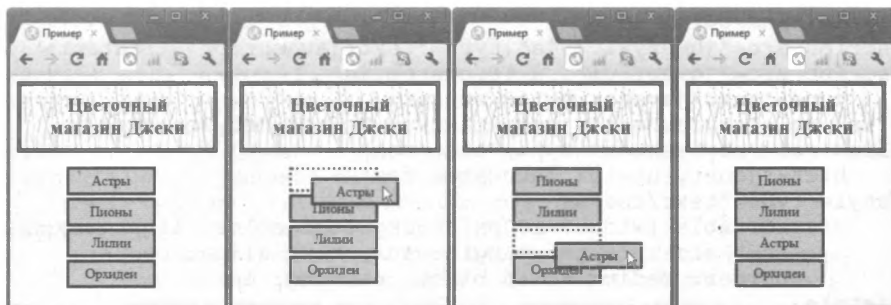 Пример
Цветочный
магазин Джеки
Астры
Пионы
Лилии
Орхидеи
Пример
Цветочный
магазин Джеки
Астры
Пионы
Лилии
Орхидеи
Пример
Цветочный
магазин Джеки
Пионы
Лилии
Астры
Орхидеи
Пример
Цветочный
магазин Джеки
Пионы
Лилии
Астры
Орхидеи